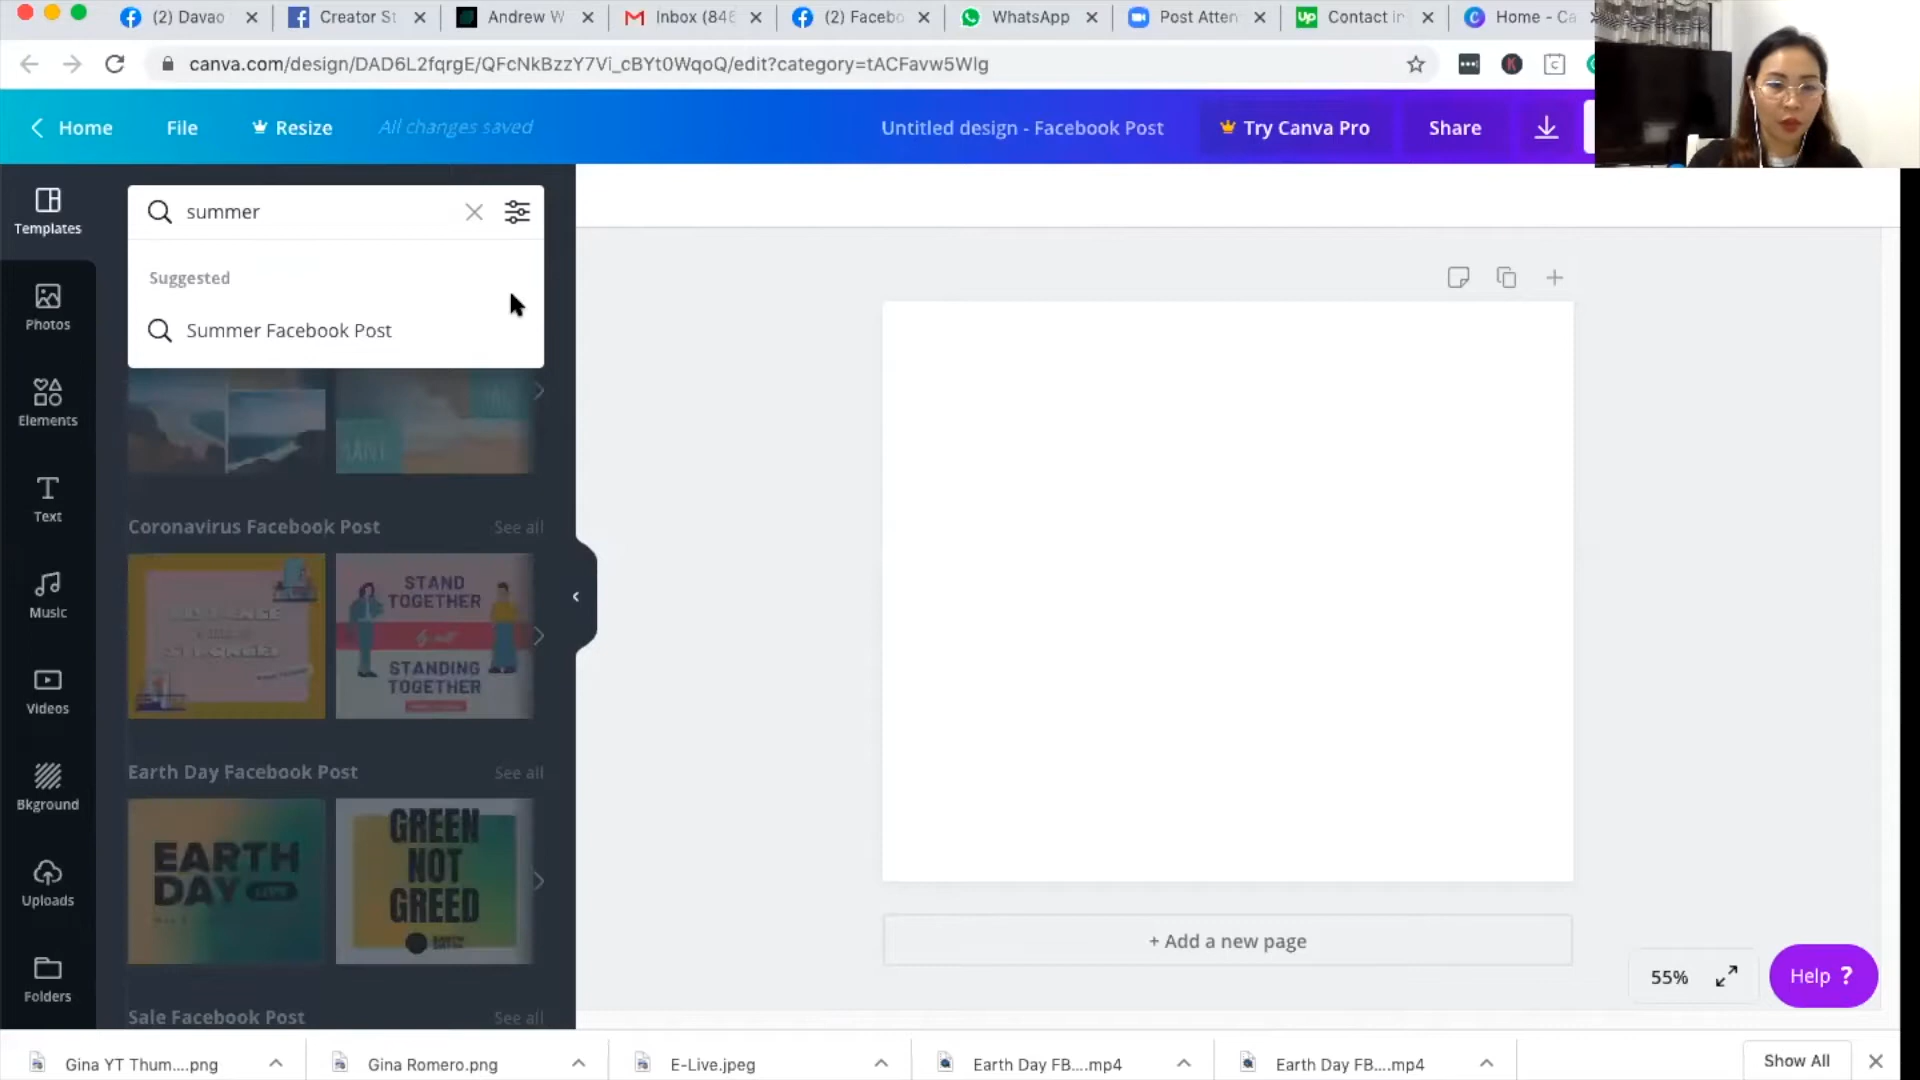 (2) Davao
Creator St
Andrew W
Inbox (846
(2) Facebo
WhatsApp
Post Atten
Contact in
Home - Ca
canva.com/design/DAD6L2fqrgE/QFcNkBzzY7Vi_cBYt0WqoQ/edit?category=tACFavw5WIg
Home
File
Resize
All changes saved
Untitled design - Facebook Post
Try Canva Pro
Share
Templates
Photos
Elements
Text
Music
Videos
Bkground
Uploads
Folders
summer
Suggested
Summer Facebook Post
Coronavirus Facebook Post
See all
STAND
TOGETHER
by not
STANDING
TOGETHER
Earth Day Facebook Post
See all
EARTH
DAY
GREEN
NOT
GREED
Sale Facebook Post
See all
+ Add a new page
55%
Help ?
Gina YT Thum....png
Gina Romero.png
E-Live.jpeg
Earth Day FB....mp4
Earth Day FB....mp4
Show All